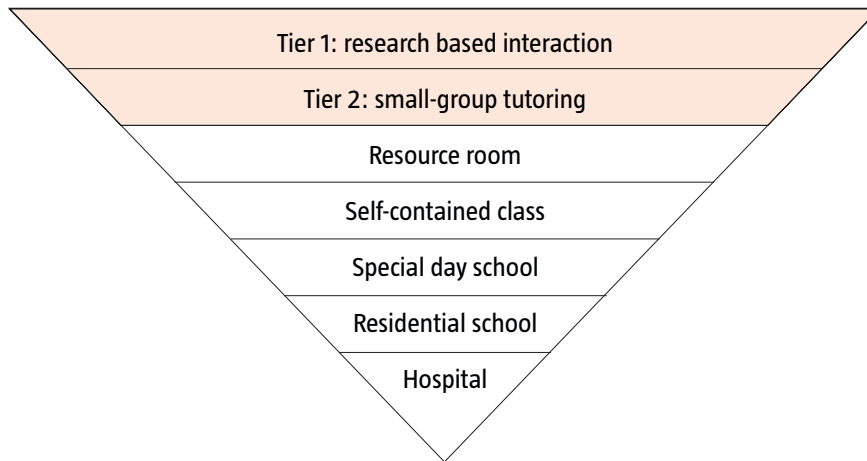 Tier 1: research based interaction
Tier 2: small-group tutoring
Resource room
Self-contained class
Special day school
Residential school
Hospital